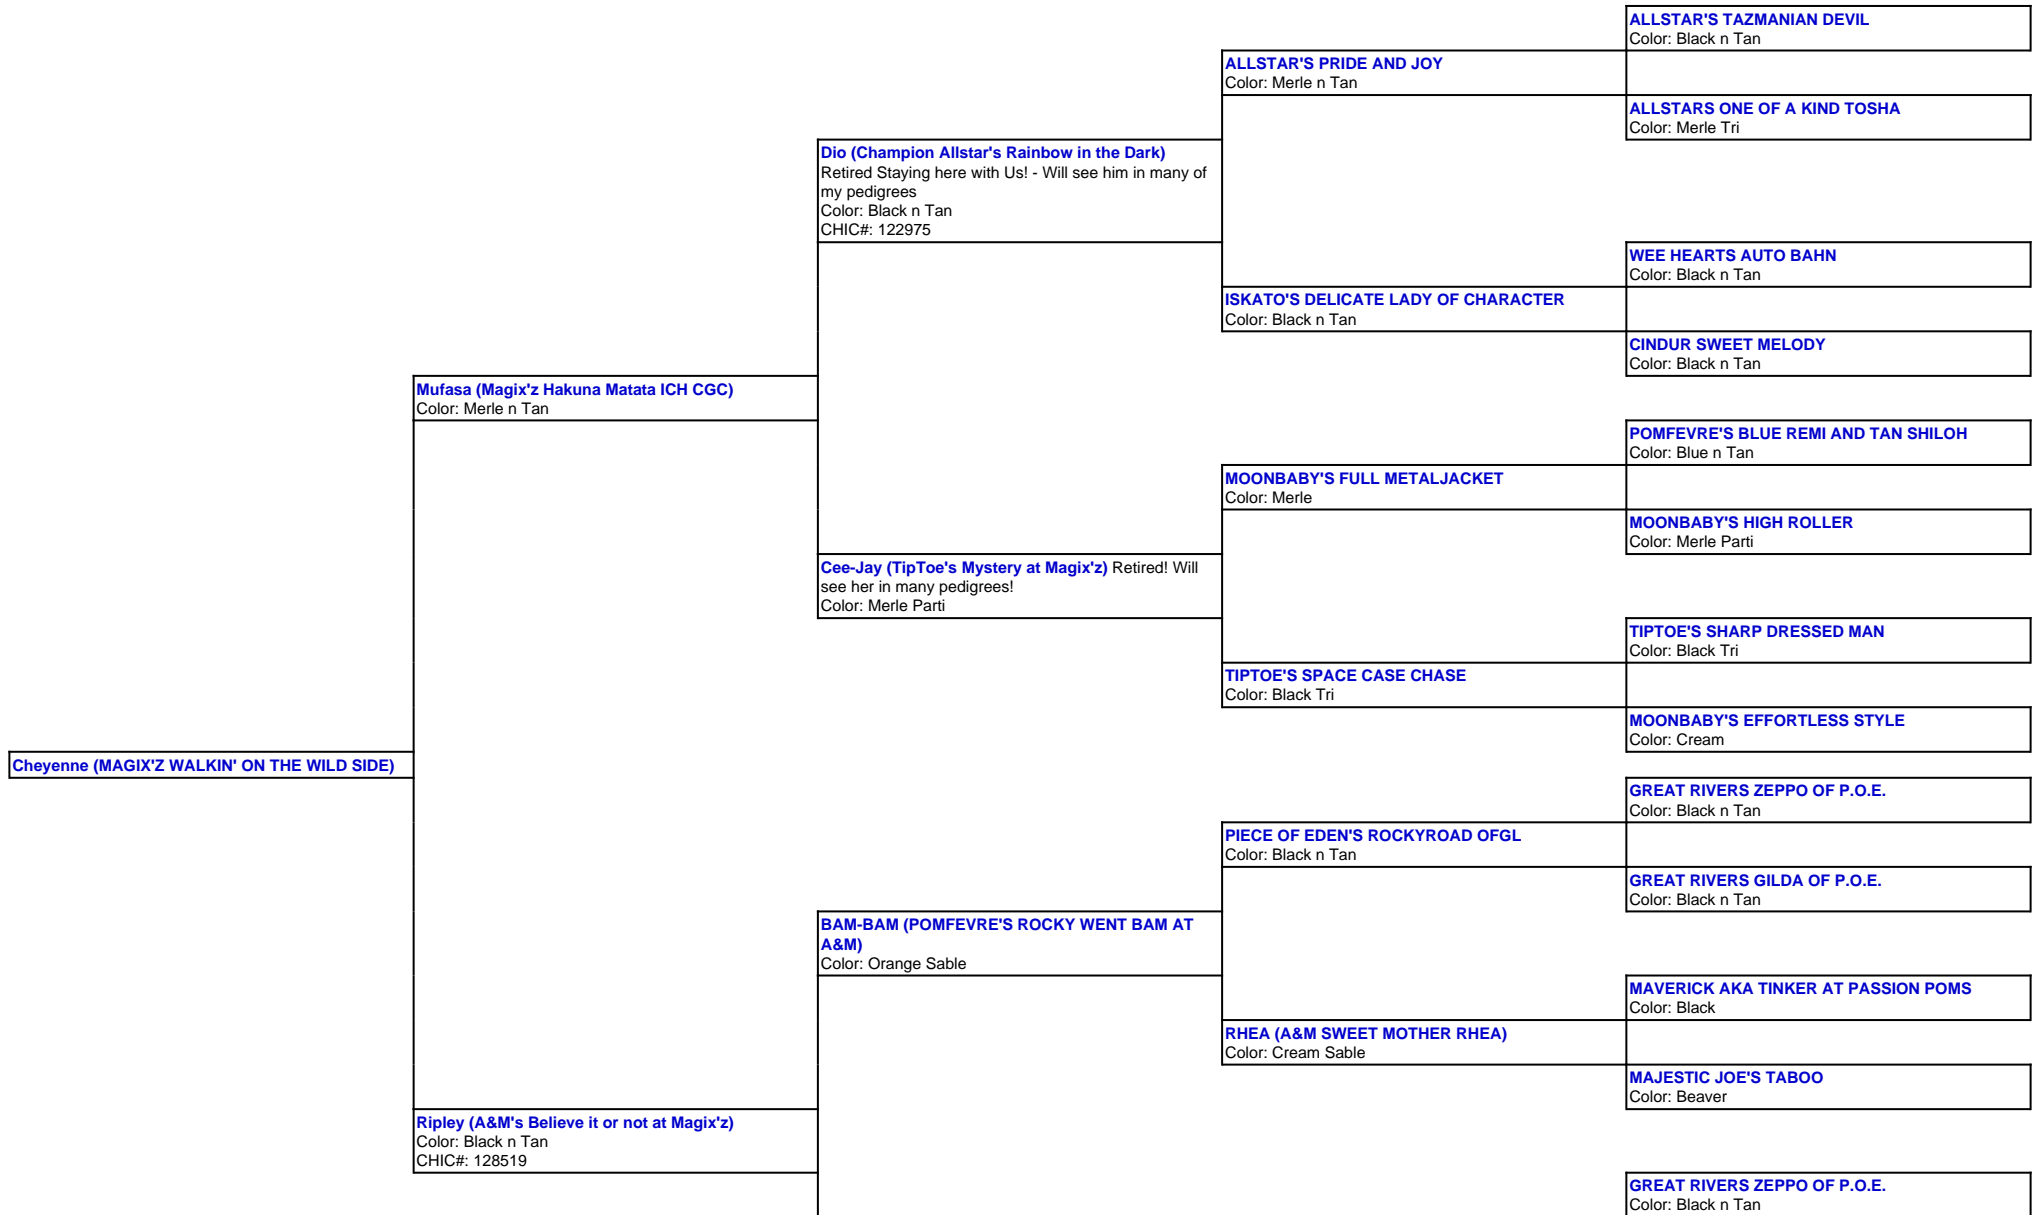 ALLSTAR'S TAZMANIAN DEVIL
Color: Black n Tan
ALLSTAR'S PRIDE AND JOY
Color: Merle n Tan
ALLSTARS ONE OF A KIND TOSHA
Color: Merle Tri
Dio (Champion Allstar's Rainbow in the Dark)
Retired Staying here with Us! - Will see him in many of
my pedigrees
Color: Black n Tan
CHIC#: 122975
WEE HEARTS AUTO BAHN
Color: Black n Tan
ISKATO'S DELICATE LADY OF CHARACTER
Color: Black n Tan
CINDUR SWEET MELODY
Color: Black n Tan
Mufasa (Magix'z Hakuna Matata ICH CGC)
Color: Merle n Tan
POMFEVRE'S BLUE REMI AND TAN SHILOH
Color: Blue n Tan
MOONBABY'S FULL METALJACKET
Color: Merle
MOONBABY'S HIGH ROLLER
Color: Merle Parti
Cee-Jay (TipToe's Mystery at Magix'z) Retired! Will
see her in many pedigrees!
Color: Merle Parti
TIPTOE'S SHARP DRESSED MAN
Color: Black Tri
TIPTOE'S SPACE CASE CHASE
Color: Black Tri
MOONBABY'S EFFORTLESS STYLE
Color: Cream
Cheyenne (MAGIX'Z WALKIN' ON THE WILD SIDE)
GREAT RIVERS ZEPPO OF P.O.E.
Color: Black n Tan
PIECE OF EDEN'S ROCKYROAD OFGL
Color: Black n Tan
GREAT RIVERS GILDA OF P.O.E.
Color: Black n Tan
BAM-BAM (POMFEVRE'S ROCKY WENT BAM AT
A&M)
Color: Orange Sable
MAVERICK AKA TINKER AT PASSION POMS
Color: Black
RHEA (A&M SWEET MOTHER RHEA)
Color: Cream Sable
MAJESTIC JOE'S TABOO
Color: Beaver
Ripley (A&M's Believe it or not at Magix'z)
Color: Black n Tan
CHIC#: 128519
GREAT RIVERS ZEPPO OF P.O.E.
Color: Black n Tan